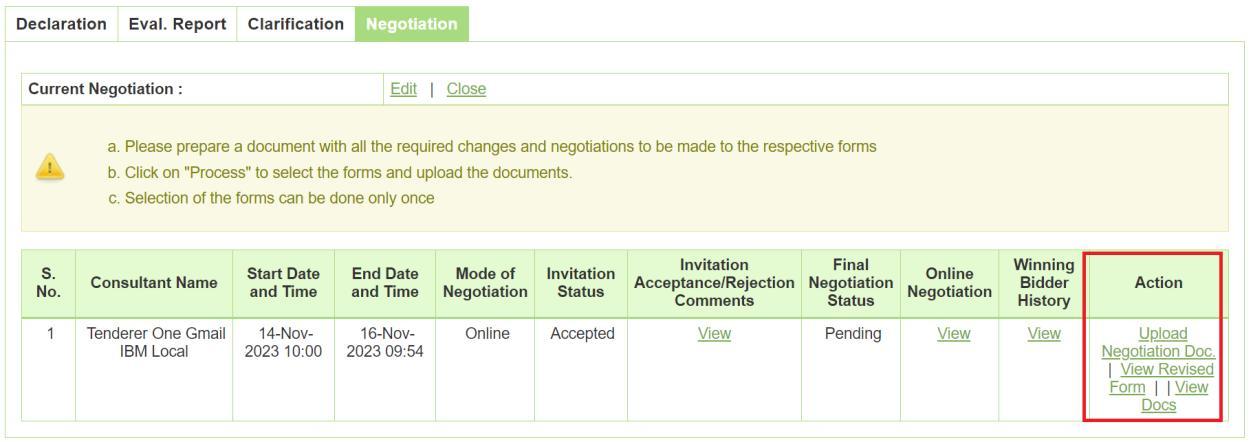 Declaration Eval. Report Clarification Negotiation
Current Negotiation : Edit | Close
a. Please prepare a document with all the required changes and negotiations to be made to the respective forms
b. Click on "Process" to select the forms and upload the documents.
c. Selection of the forms can be done only once
S. No. Consultant Name Start Date and Time End Date and Time Mode of Negotiation Invitation Status Invitation Acceptance/Rejection Comments Final Negotiation Status Online Negotiation Winning Bidder History Action
1 Tenderer One Gmail IBM Local 14-Nov-2023 10:00 16-Nov-2023 09:54 Online Accepted View Pending View View Upload Negotiation Doc. | View Revised Form | | View Docs